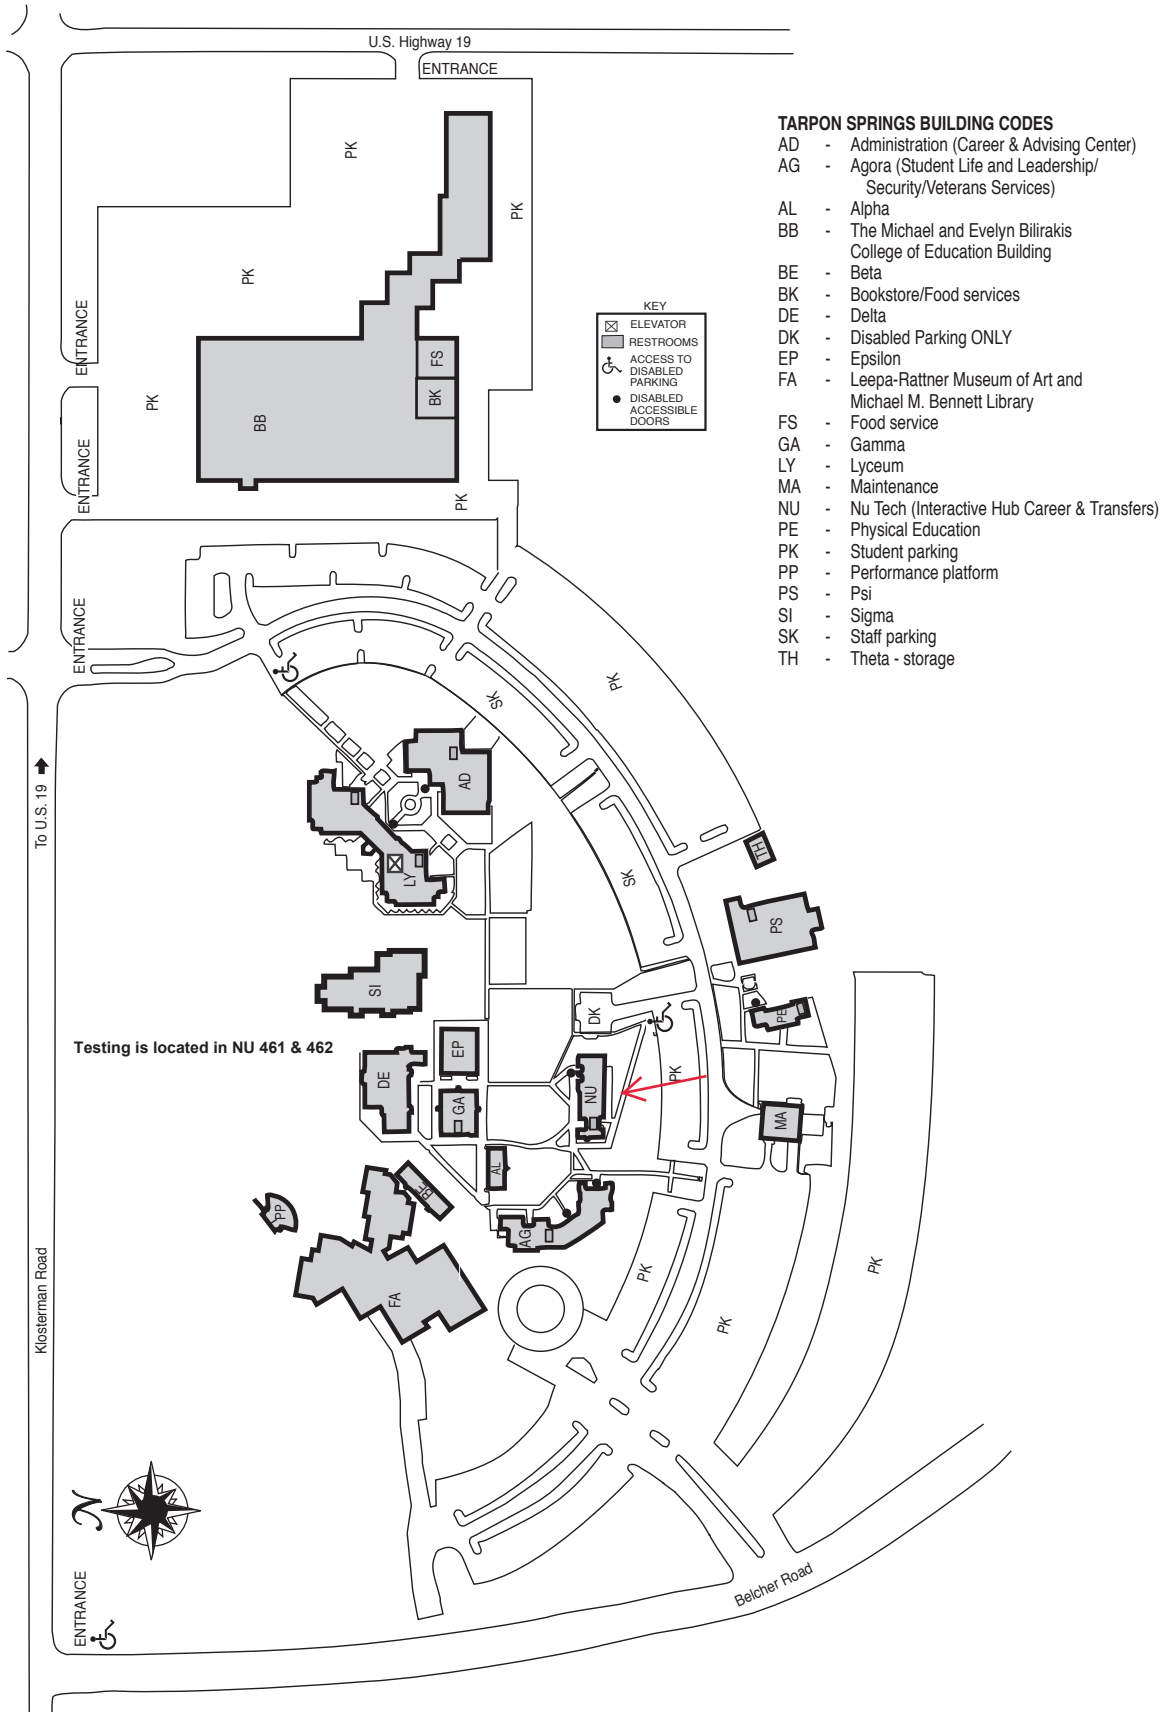 U.S. Highway 19
ENTRANCE
PK
PK
PK
ENTRANCE
PK
FS
BK
BB
ENTRANCE
PK
TARPON SPRINGS BUILDING CODES
AD - Administration (Career & Advising Center)
AG - Agora (Student Life and Leadership/
Security/Veterans Services)
AL - Alpha
BB - The Michael and Evelyn Bilirakis
College of Education Building
BE - Beta
BK - Bookstore/Food services
DE - Delta
DK - Disabled Parking ONLY
EP - Epsilon
FA - Leepa-Rattner Museum of Art and
Michael M. Bennett Library
FS - Food service
GA - Gamma
LY - Lyceum
MA - Maintenance
NU - Nu Tech (Interactive Hub Career & Transfers)
PE - Physical Education
PK - Student parking
PP - Performance platform
PS - Psi
SI - Sigma
SK - Staff parking
TH - Theta - storage
KEY
ELEVATOR
RESTROOMS
ACCESS TO
DISABLED
PARKING
DISABLED
ACCESSIBLE
DOORS
ENTRANCE
SK
PK
AD
To U.S. 19
LY
SK
TH
PS
SI
DK
PE
Testing is located in NU 461 & 462
EP
DE
GA
NU
PK
MA
AL
BE
PP
AG
FA
PK
PK
PK
Klosterman Road
N
ENTRANCE
Belcher Road